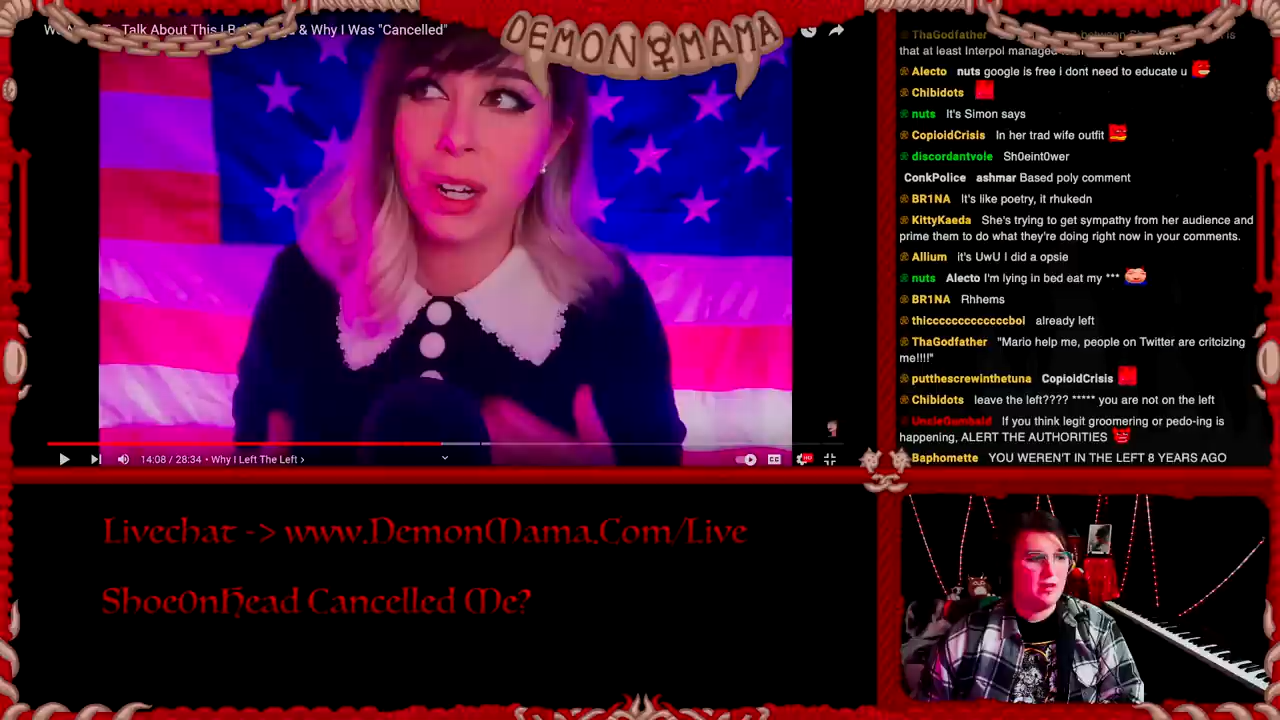 Talk About This | B
& Why I Was "Cancelled"
DEMON MAMA
14:08 / 28:34 • Why I Left The Left ›
CC
HD
Livechat -> www.DemonMama.Com/Live
Shoe0nHead Cancelled Me?
ThaGodfather
that at least Interpol managed
Alecto nuts google is free i dont need to educate u
Chibidots
nuts It's Simon says
CopioidCrisis In her trad wife outfit
discordantvole Sh0eint0wer
ConkPolice ashmar Based poly comment
BR1NA It's like poetry, it rhukedn
KittyKaeda She's trying to get sympathy from her audience and
prime them to do what they're doing right now in your comments.
Allium it's UwU I did a opsie
nuts Alecto I'm lying in bed eat my ***
BR1NA Rhhems
thiccccccccccccboi already left
ThaGodfather "Mario help me, people on Twitter are critcizing
me!!!!"
putthescrewinthetuna CopioidCrisis
Chibidots leave the left???? ***** you are not on the left
UncleGumbald If you think legit groomering or pedo-ing is
happening, ALERT THE AUTHORITIES
Baphomette YOU WEREN'T IN THE LEFT 8 YEARS AGO